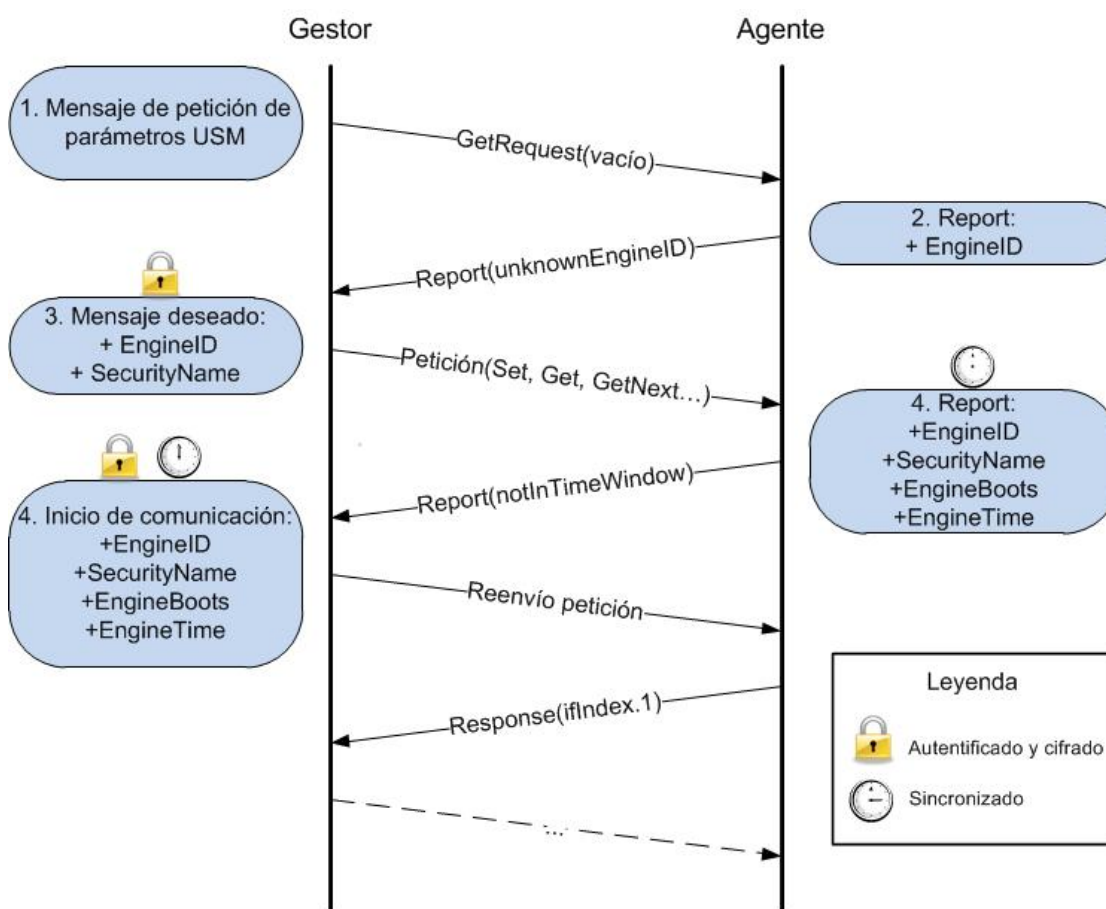 Gestor
Agente
1. Mensaje de petición de
parámetros USM
GetRequest(vacío)
2. Report:
+ EngineID
Report(unknownEngineID)
3. Mensaje deseado:
+ EngineID
+ SecurityName
Petición(Set, Get, GetNext...)
4. Report:
+EngineID
+SecurityName
+EngineBoots
+EngineTime
Report(notInTimeWindow)
4. Inicio de comunicación:
+EngineID
+SecurityName
+EngineBoots
+EngineTime
Reenvío petición
Response(ifIndex.1)
...
Leyenda
Autentificado y cifrado
Sincronizado